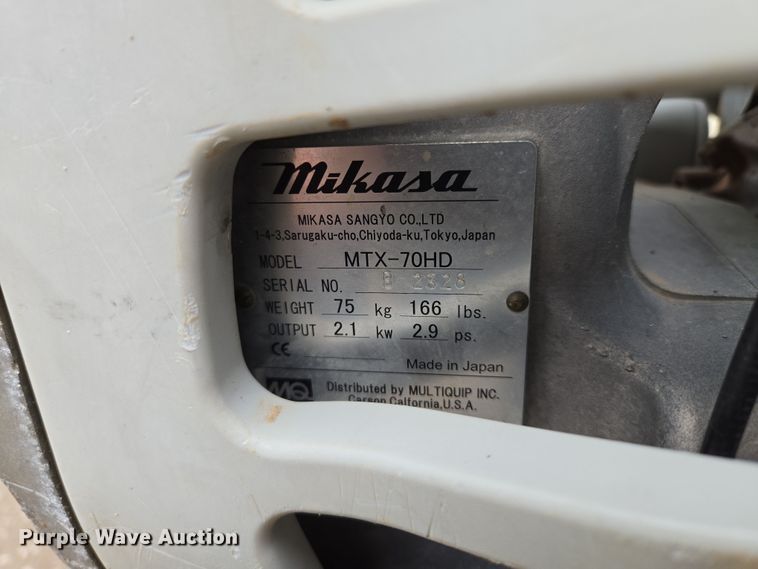 mikasa
MIKASA SANGYO CO.,LTD
1-4-3,Sarugaku-cho,Chiyoda-ku,Tokyo,Japan
MODEL MTX-70HD
SERIAL NO. B 2328
WEIGHT 75 kg 166 lbs.
OUTPUT 2.1 kw 2.9 ps.
CE
Made in Japan
MQ Distributed by MULTIQUIP INC.
Carson Calfornia,U.S.A.
Purple Wave Auction